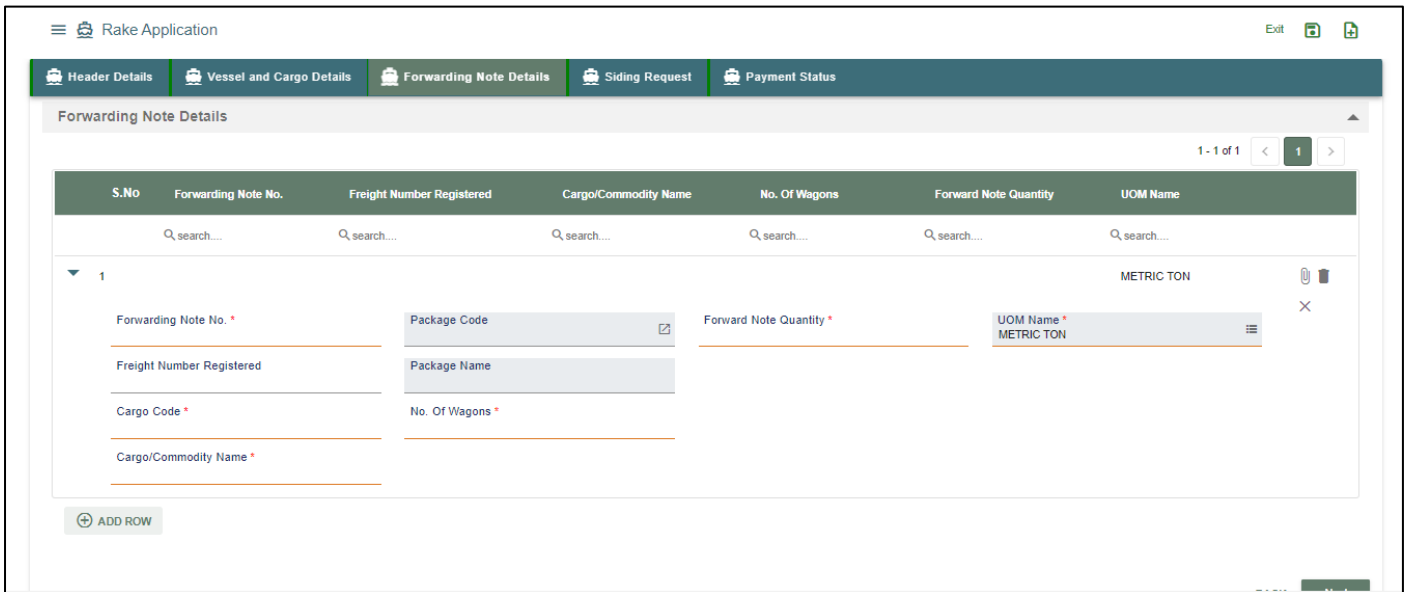 Rake Application
Exit
Header Details Vessel and Cargo Details Forwarding Note Details Siding Request Payment Status
Forwarding Note Details
1 - 1 of 1 < 1 >
S.No Forwarding Note No. Freight Number Registered Cargo/Commodity Name No. Of Wagons Forward Note Quantity UOM Name
search.... search.... search.... search.... search.... search....
1 METRIC TON
Forwarding Note No. * Package Code Forward Note Quantity * UOM Name *
METRIC TON
Freight Number Registered Package Name
Cargo Code * No. Of Wagons *
Cargo/Commodity Name *
ADD ROW